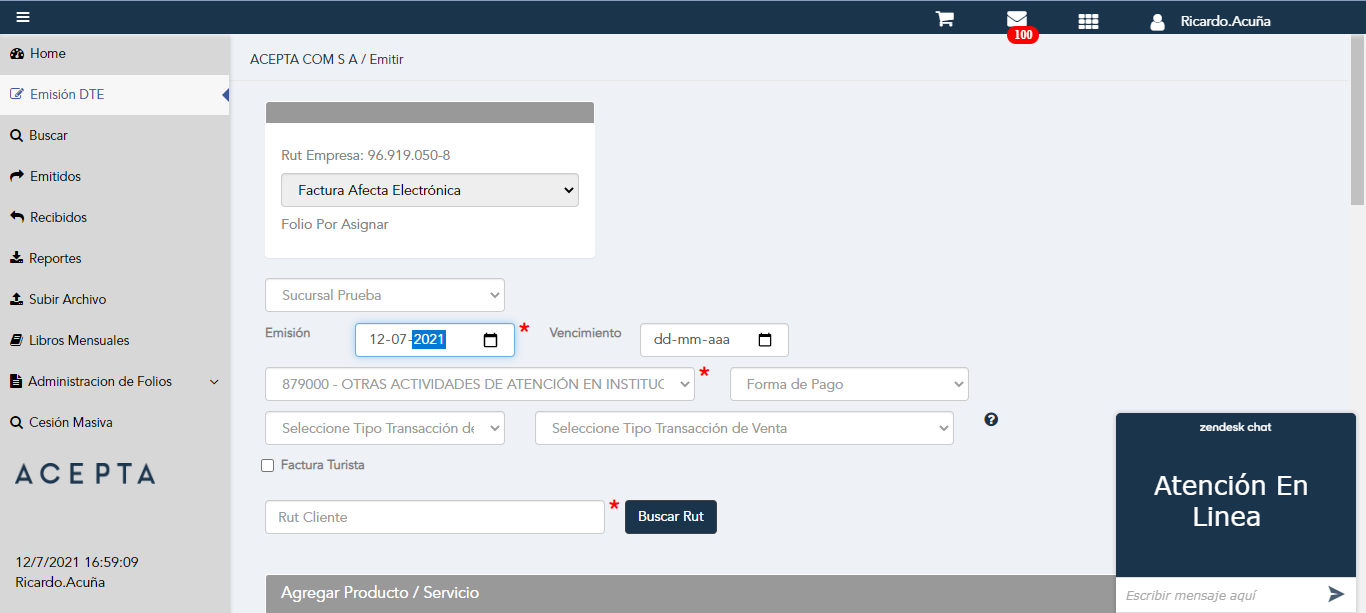 Ricardo.Acuña
100
Home
ACEPTA COM S A / Emitir
Emisión DTE
Buscar
Rut Empresa: 96.919.050-8
Emitidos
Factura Afecta Electrónica
Recibidos
Folio Por Asignar
Reportes
Subir Archivo
Sucursal Prueba
Libros Mensuales
Emisión
12-07-2021
*
Vencimiento
dd-mm-aaa
Administracion de Folios
879000 - OTRAS ACTIVIDADES DE ATENCIÓN EN INSTITUC
*
Forma de Pago
Cesión Masiva
Seleccione Tipo Transacción de
Seleccione Tipo Transacción de Venta
?
zendesk chat
ACEPTA
Factura Turista
Atención En
Linea
Rut Cliente
*
Buscar Rut
12/7/2021 16:59:09
Ricardo.Acuña
Agregar Producto / Servicio
Escribir mensaje aquí